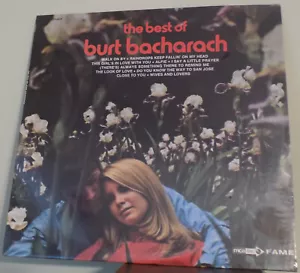 the best of
burt bacharach
WALK ON BY • RAINDROPS KEEP FALLIN' ON MY HEAD
THIS GIRL'S IN LOVE WITH YOU • ALFIE • I SAY A LITTLE PRAYER
THERE'S ALWAYS SOMETHING THERE TO REMIND ME
THE LOOK OF LOVE • DO YOU KNOW THE WAY TO SAN JOSE
CLOSE TO YOU • WIVES AND LOVERS
FAME